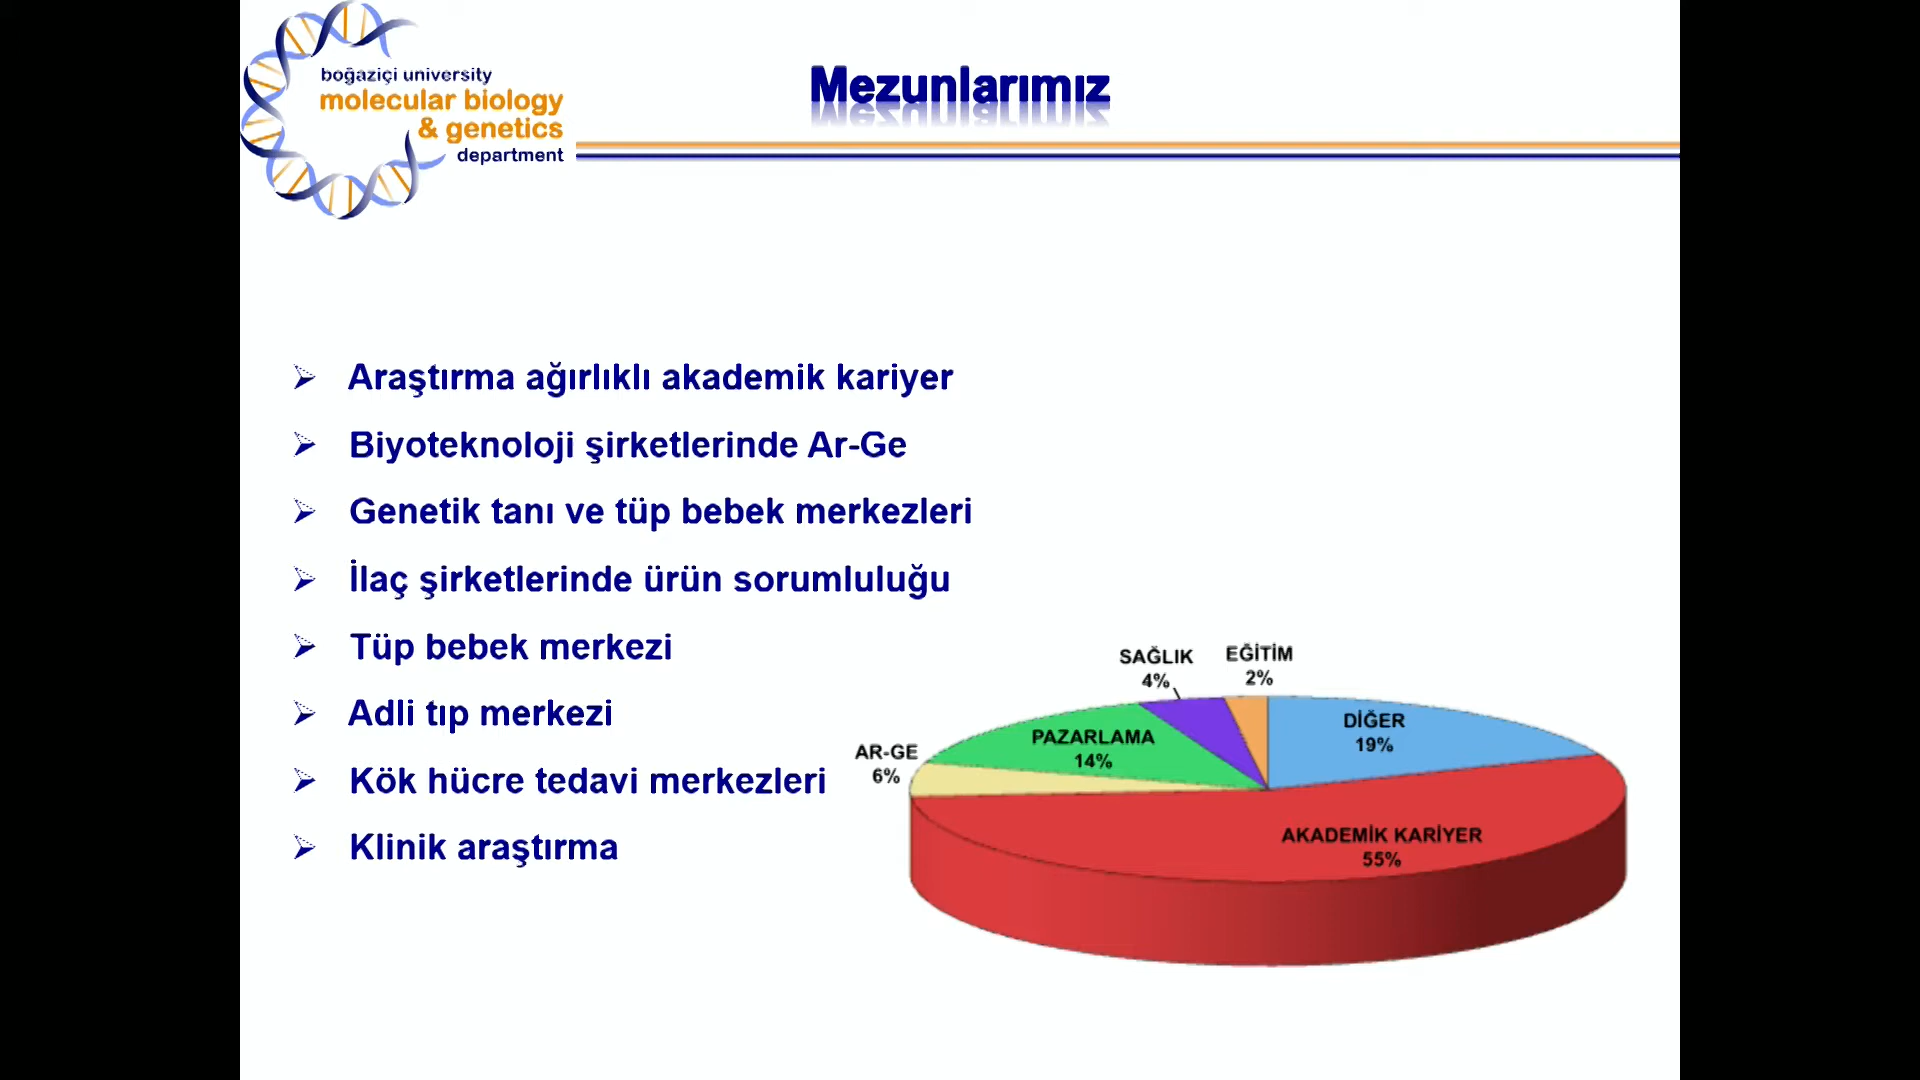 boğaziçi university
molecular biology
& genetics
department
Mezunlarımız
Araştırma ağırlıklı akademik kariyer
Biyoteknoloji şirketlerinde Ar-Ge
Genetik tanı ve tüp bebek merkezleri
İlaç şirketlerinde ürün sorumluluğu
Tüp bebek merkezi
Adli tıp merkezi
Kök hücre tedavi merkezleri
Klinik araştırma
SAĞLIK
4%
EĞİTİM
2%
DİĞER
19%
PAZARLAMA
14%
AR-GE
6%
AKADEMİK KARİYER
55%